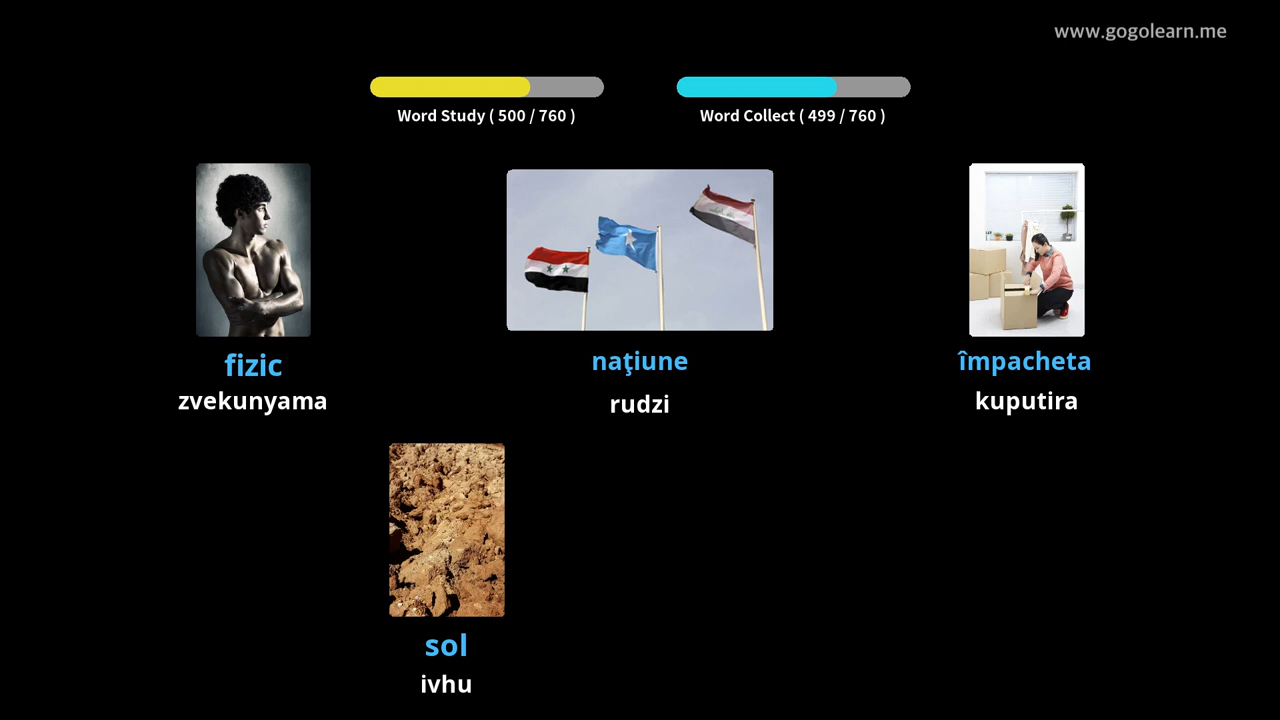 www.gogolearn.me
Word Study ( 500 / 760 )
Word Collect ( 499 / 760 )
fizic
zvekunyama
naţiune
rudzi
împacheta
kuputira
sol
ivhu